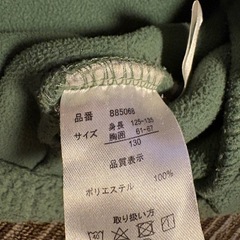 品番 885068
サイズ 身長 125-135
胸囲 61-67
130
品質表示
ポリエステル 100%
取り扱い方